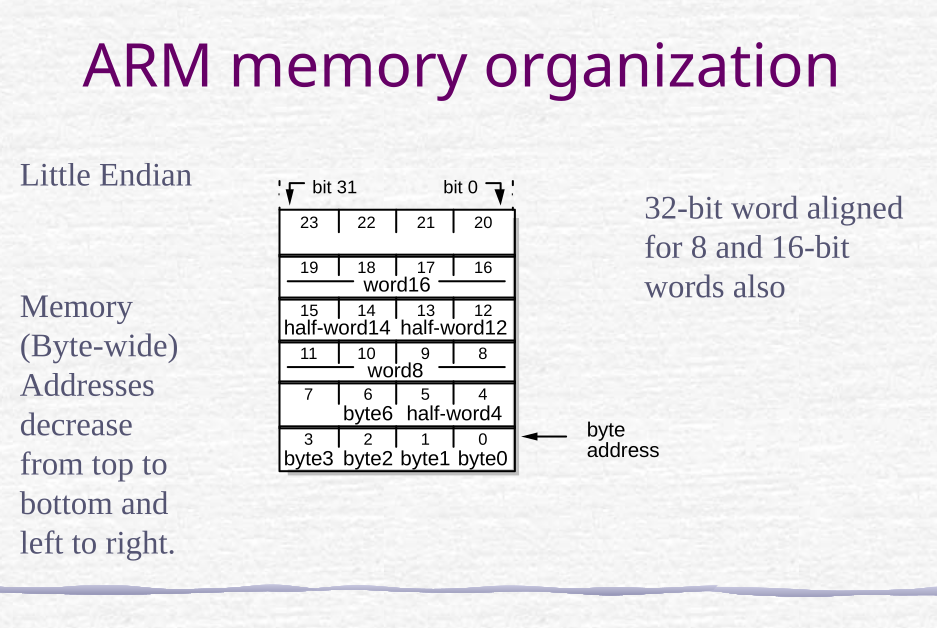 ARM memory organization
Little Endian
Memory
(Byte-wide)
Addresses
decrease
from top to
bottom and
left to right.
bit 31 bit 0
23 22 21 20
19 18 17 16
word16
15 14 13 12
half-word14 half-word12
11 10 9 8
word8
7 6 5 4
byte6 half-word4
3 2 1 0
byte3 byte2 byte1 byte0
byte
address
32-bit word aligned
for 8 and 16-bit
words also